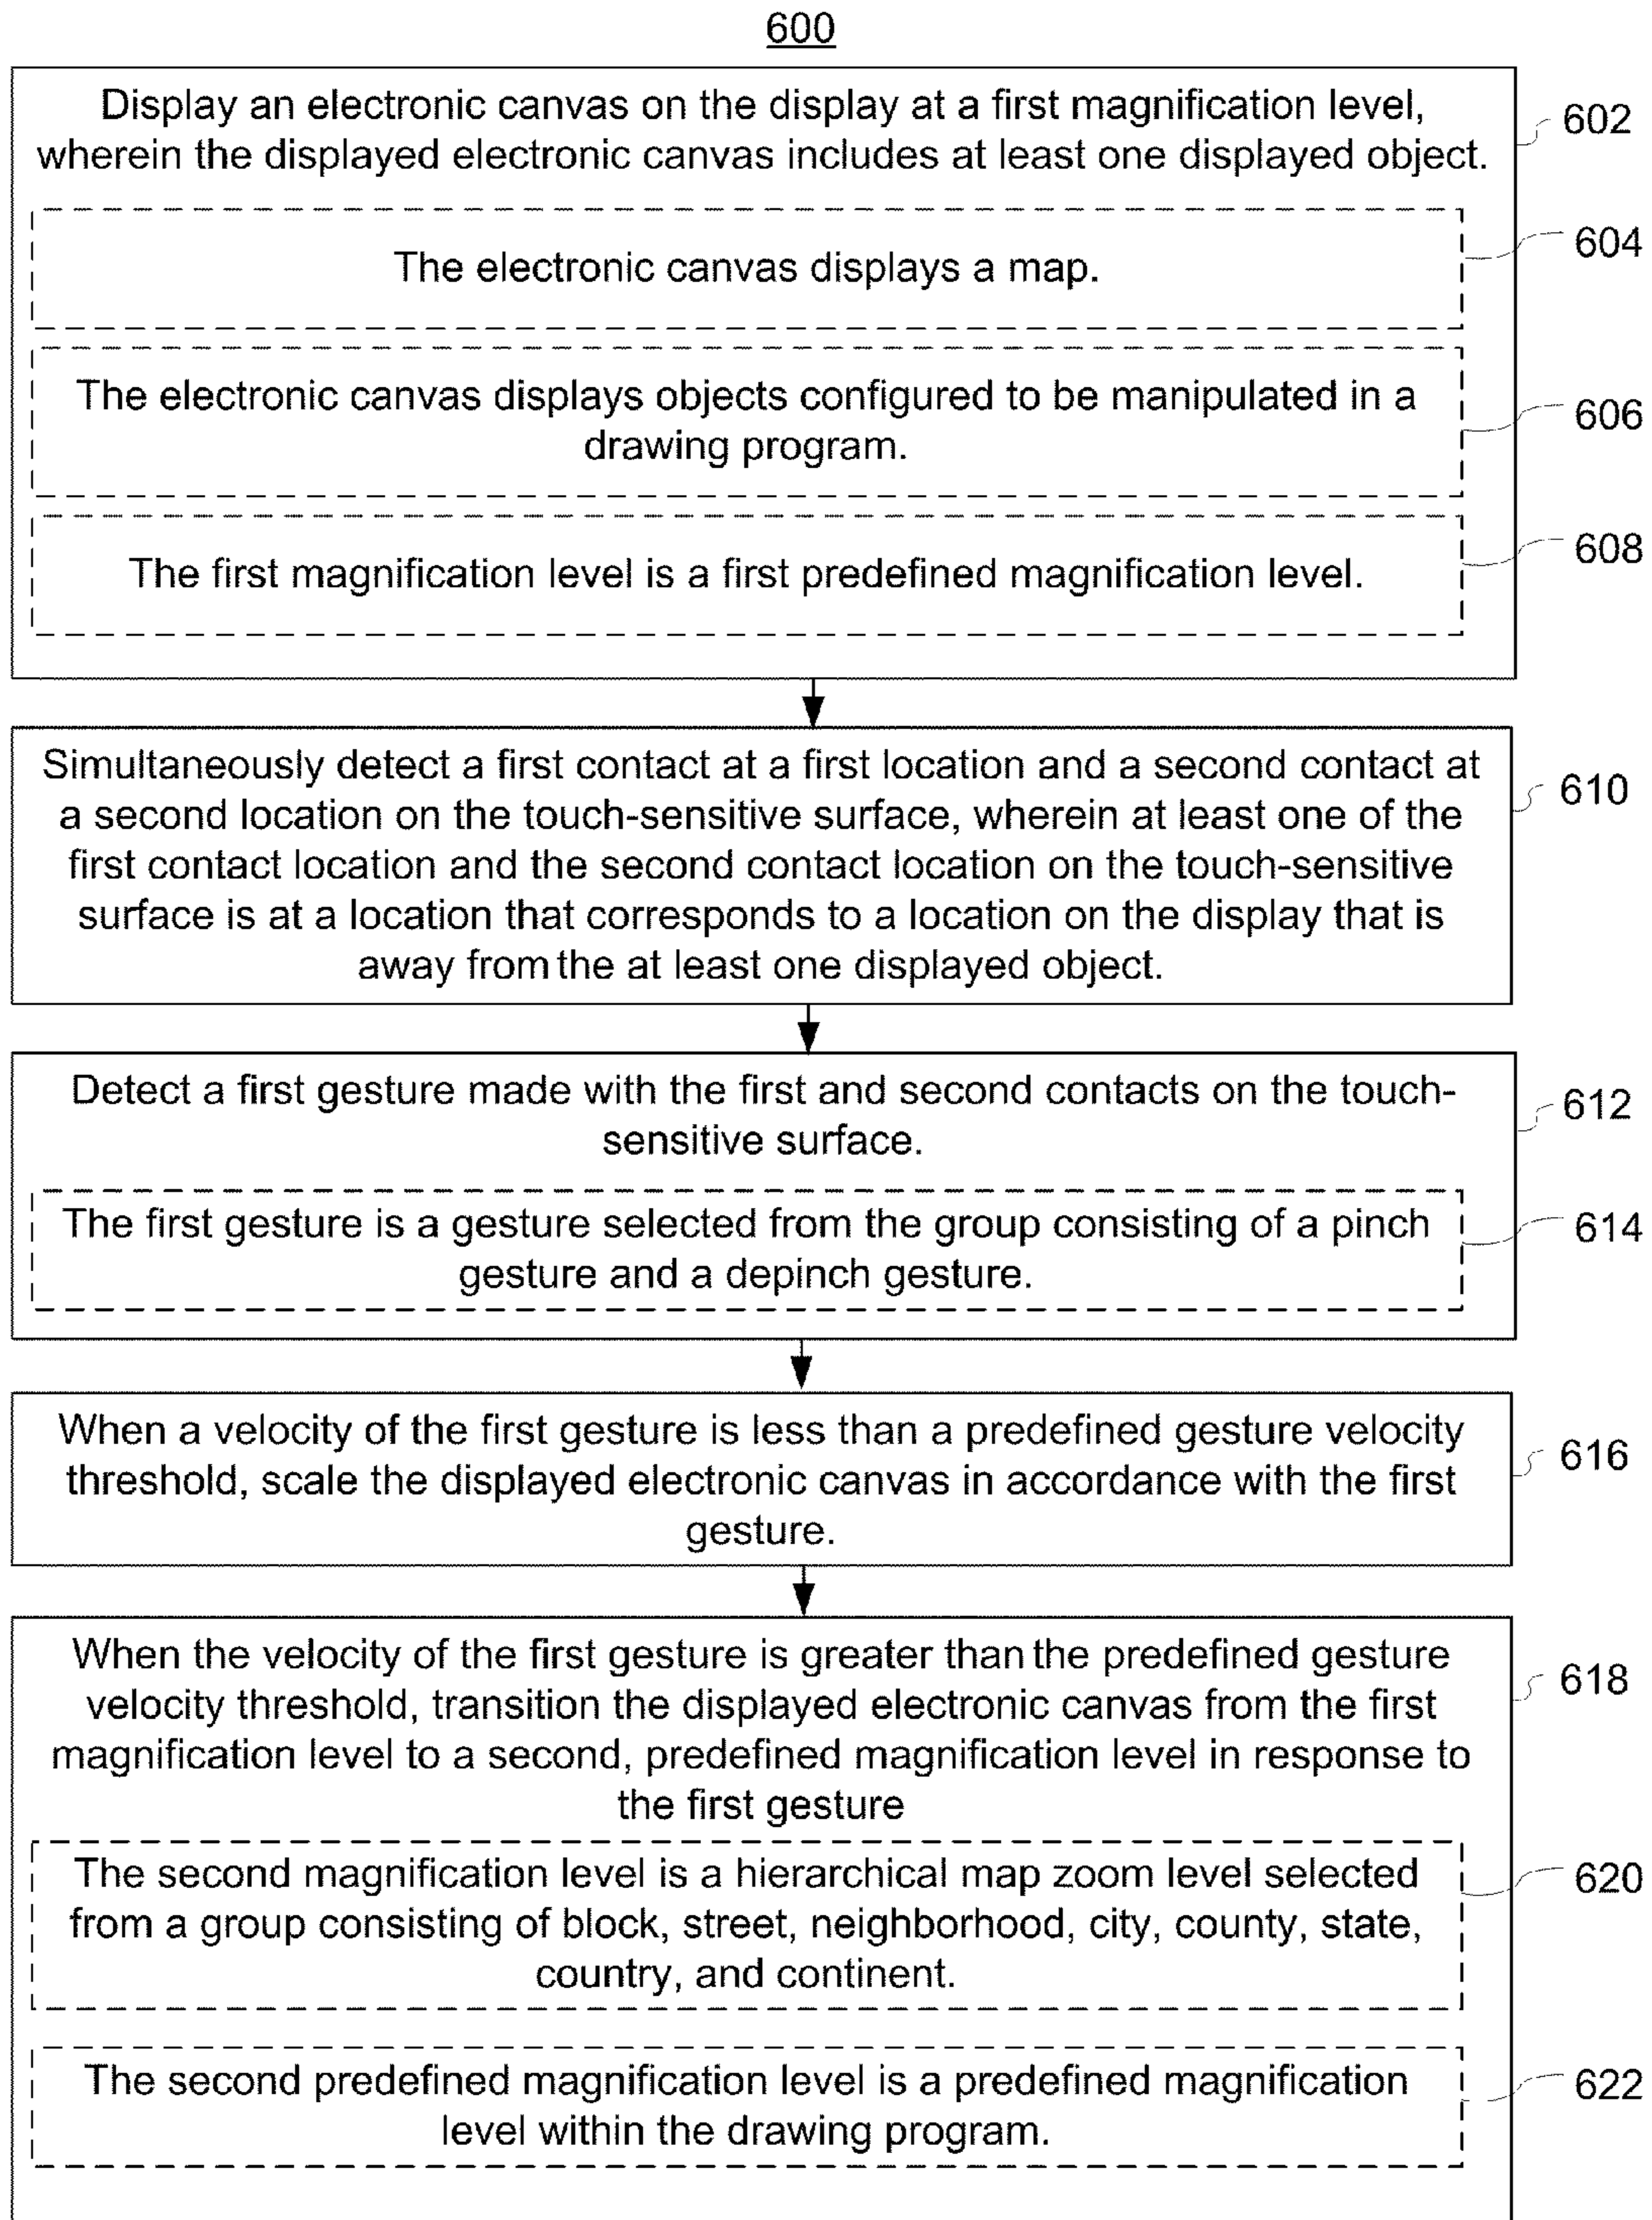 600
Display an electronic canvas on the display at a first magnification level,
wherein the displayed electronic canvas includes at least one displayed object.
602
The electronic canvas displays a map.
604
The electronic canvas displays objects configured to be manipulated in a
drawing program.
606
The first magnification level is a first predefined magnification level.
608
Simultaneously detect a first contact at a first location and a second contact at
a second location on the touch-sensitive surface, wherein at least one of the
first contact location and the second contact location on the touch-sensitive
surface is at a location that corresponds to a location on the display that is
away from the at least one displayed object.
610
Detect a first gesture made with the first and second contacts on the touch-
sensitive surface.
612
The first gesture is a gesture selected from the group consisting of a pinch
gesture and a depinch gesture.
614
When a velocity of the first gesture is less than a predefined gesture velocity
threshold, scale the displayed electronic canvas in accordance with the first
gesture.
616
When the velocity of the first gesture is greater than the predefined gesture
velocity threshold, transition the displayed electronic canvas from the first
magnification level to a second, predefined magnification level in response to
the first gesture
618
The second magnification level is a hierarchical map zoom level selected
from a group consisting of block, street, neighborhood, city, county, state,
country, and continent.
620
The second predefined magnification level is a predefined magnification
level within the drawing program.
622